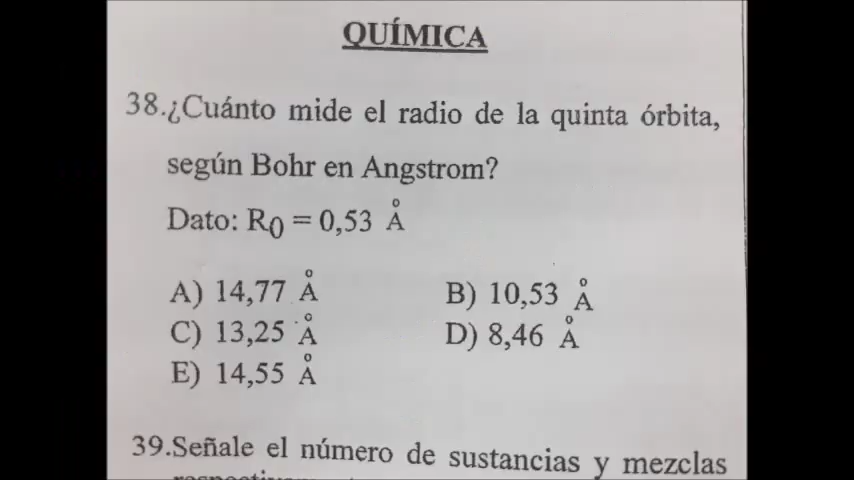 QUÍMICA
38.¿Cuánto mide el radio de la quinta órbita,
según Bohr en Angstrom?
Dato: R0 = 0,53 Å
A) 14,77 Å B) 10,53 Å
C) 13,25 Å D) 8,46 Å
E) 14,55 Å
39.Señale el número de sustancias y mezclas